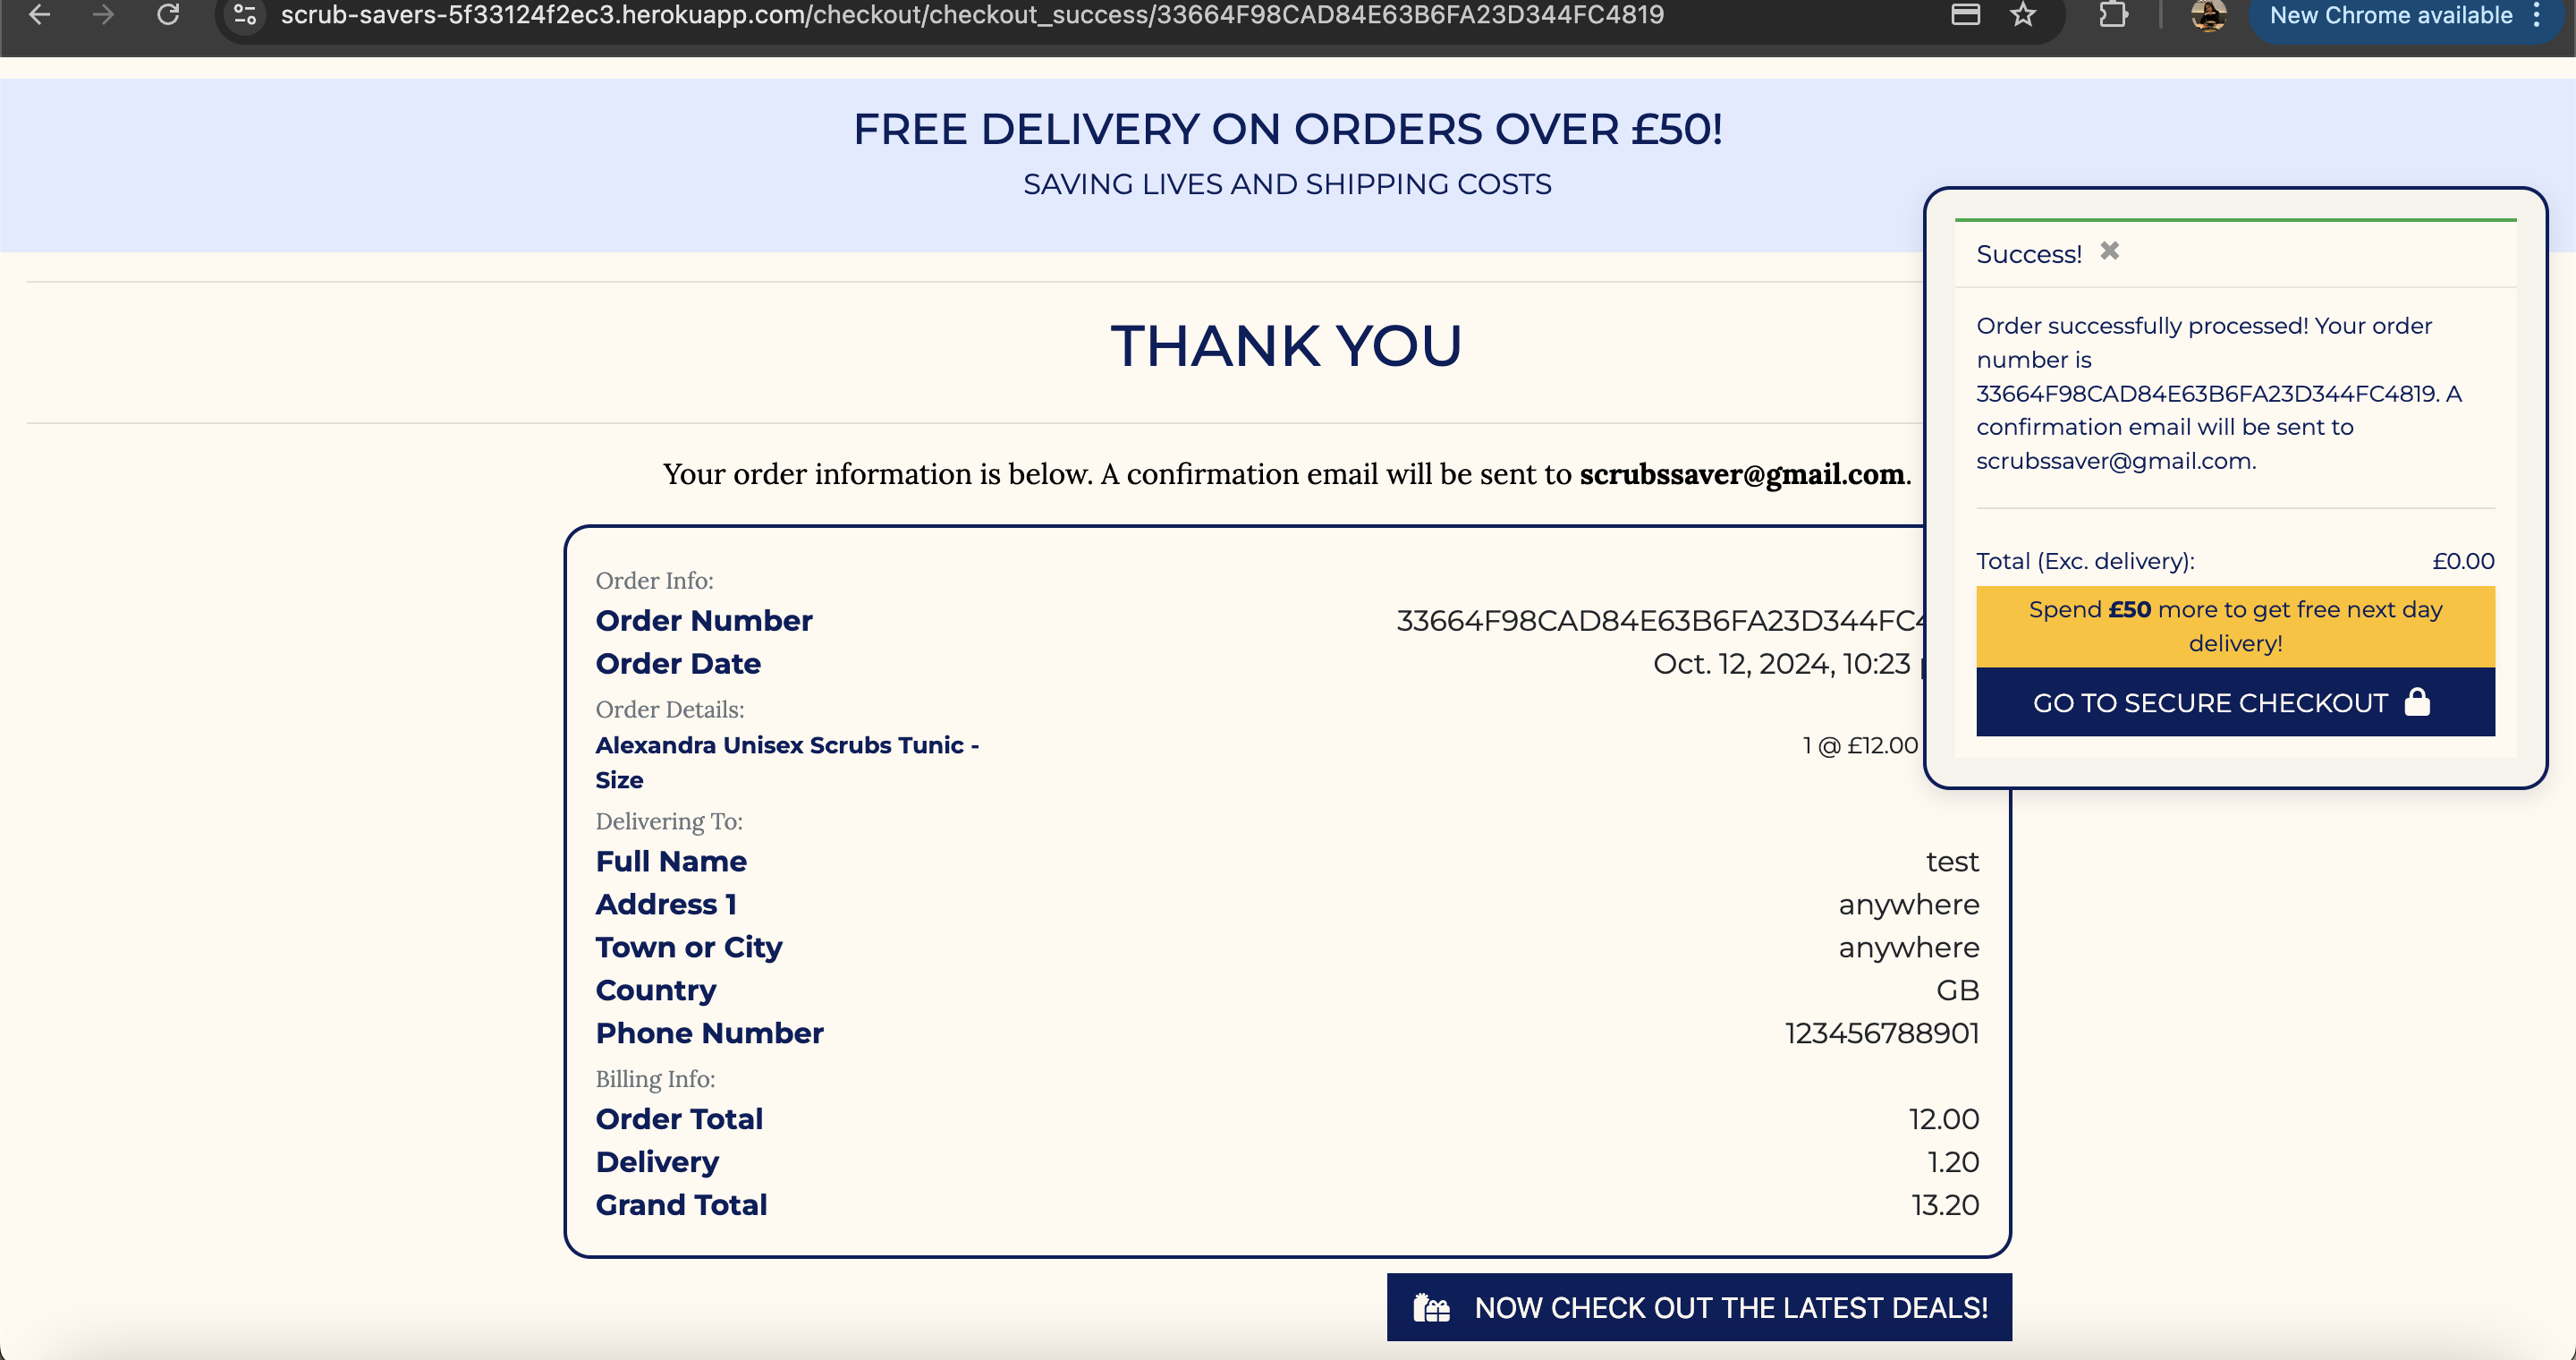 scrub-savers-5f33124f2ec3.herokuapp.com/checkout/checkout_success/33664F98CAD84E63B6FA23D344FC4819
New Chrome available
FREE DELIVERY ON ORDERS OVER £50!
SAVING LIVES AND SHIPPING COSTS
THANK YOU
Your order information is below. A confirmation email will be sent to scrubssaver@gmail.com.
Order Info:
Order Number 33664F98CAD84E63B6FA23D344FC4
Order Date Oct. 12, 2024, 10:23
Order Details:
Alexandra Unisex Scrubs Tunic - 1 @ £12.00
Size
Delivering To:
Full Name test
Address 1 anywhere
Town or City anywhere
Country GB
Phone Number 123456788901
Billing Info:
Order Total 12.00
Delivery 1.20
Grand Total 13.20
NOW CHECK OUT THE LATEST DEALS!
Success! ✖
Order successfully processed! Your order
number is
33664F98CAD84E63B6FA23D344FC4819. A
confirmation email will be sent to
scrubssaver@gmail.com.
Total (Exc. delivery): £0.00
Spend £50 more to get free next day
delivery!
GO TO SECURE CHECKOUT